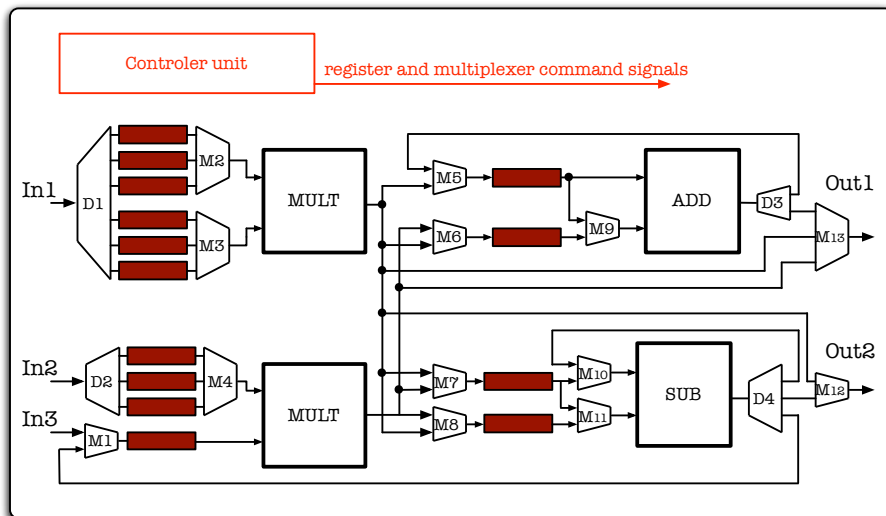 Controler unit
register and multiplexer command signals
In1
D1
M2
M3
MULT
M5
M6
M9
ADD
D3
Out1
M13
In2
D2
M4
In3
M1
MULT
M7
M8
M10
M11
SUB
D4
Out2
M12